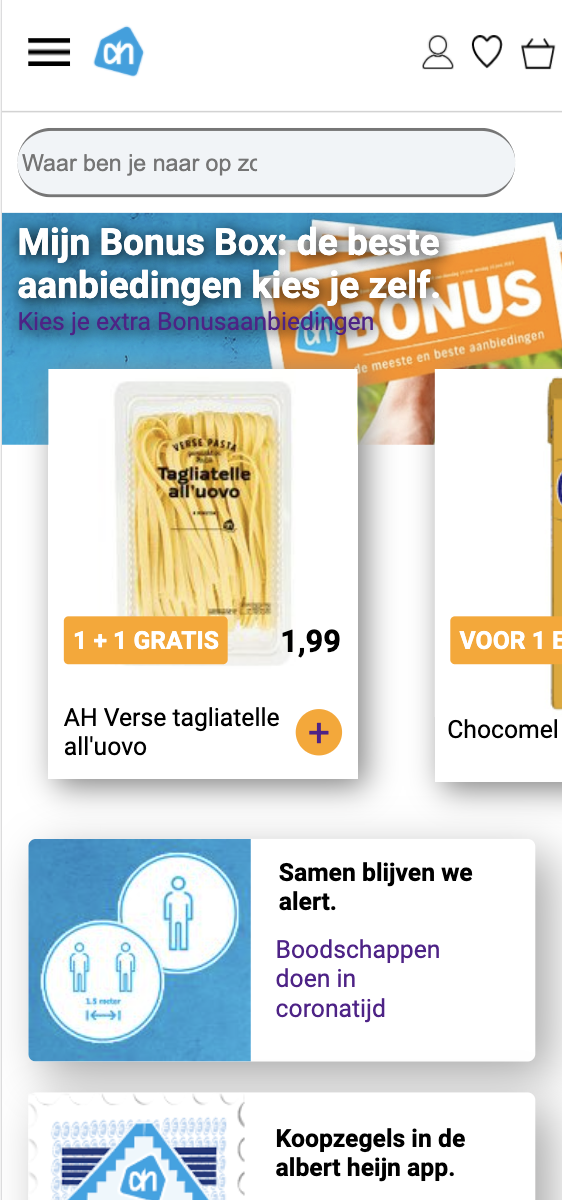 ah
Waar ben je naar op zo
Mijn Bonus Box: de beste
aanbiedingen kies je zelf.
Kies je extra Bonusaanbiedingen
ah BONUS
de meeste en beste aanbiedingen
VERSE PASTA
Tagliatelle
all'uovo
1 + 1 GRATIS
1,99
VOOR 1 E
AH Verse tagliatelle
all'uovo
+
Chocomel
Samen blijven we
alert.
1.5 meter
Boodschappen
doen in
coronatijd
Koopzegels in de
albert heijn app.
ah